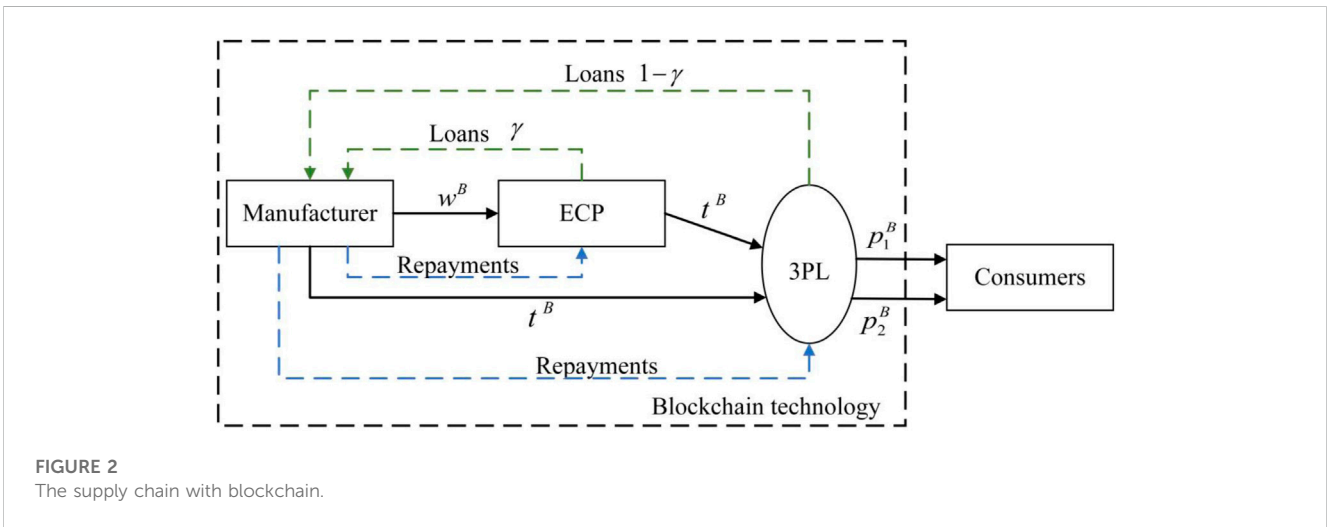 Loans 1−γ
Loans γ
Manufacturer
w^B
ECP
t^B
3PL
p_1^B
Consumers
Repayments
t^B
p_2^B
Repayments
Blockchain technology
FIGURE 2
The supply chain with blockchain.